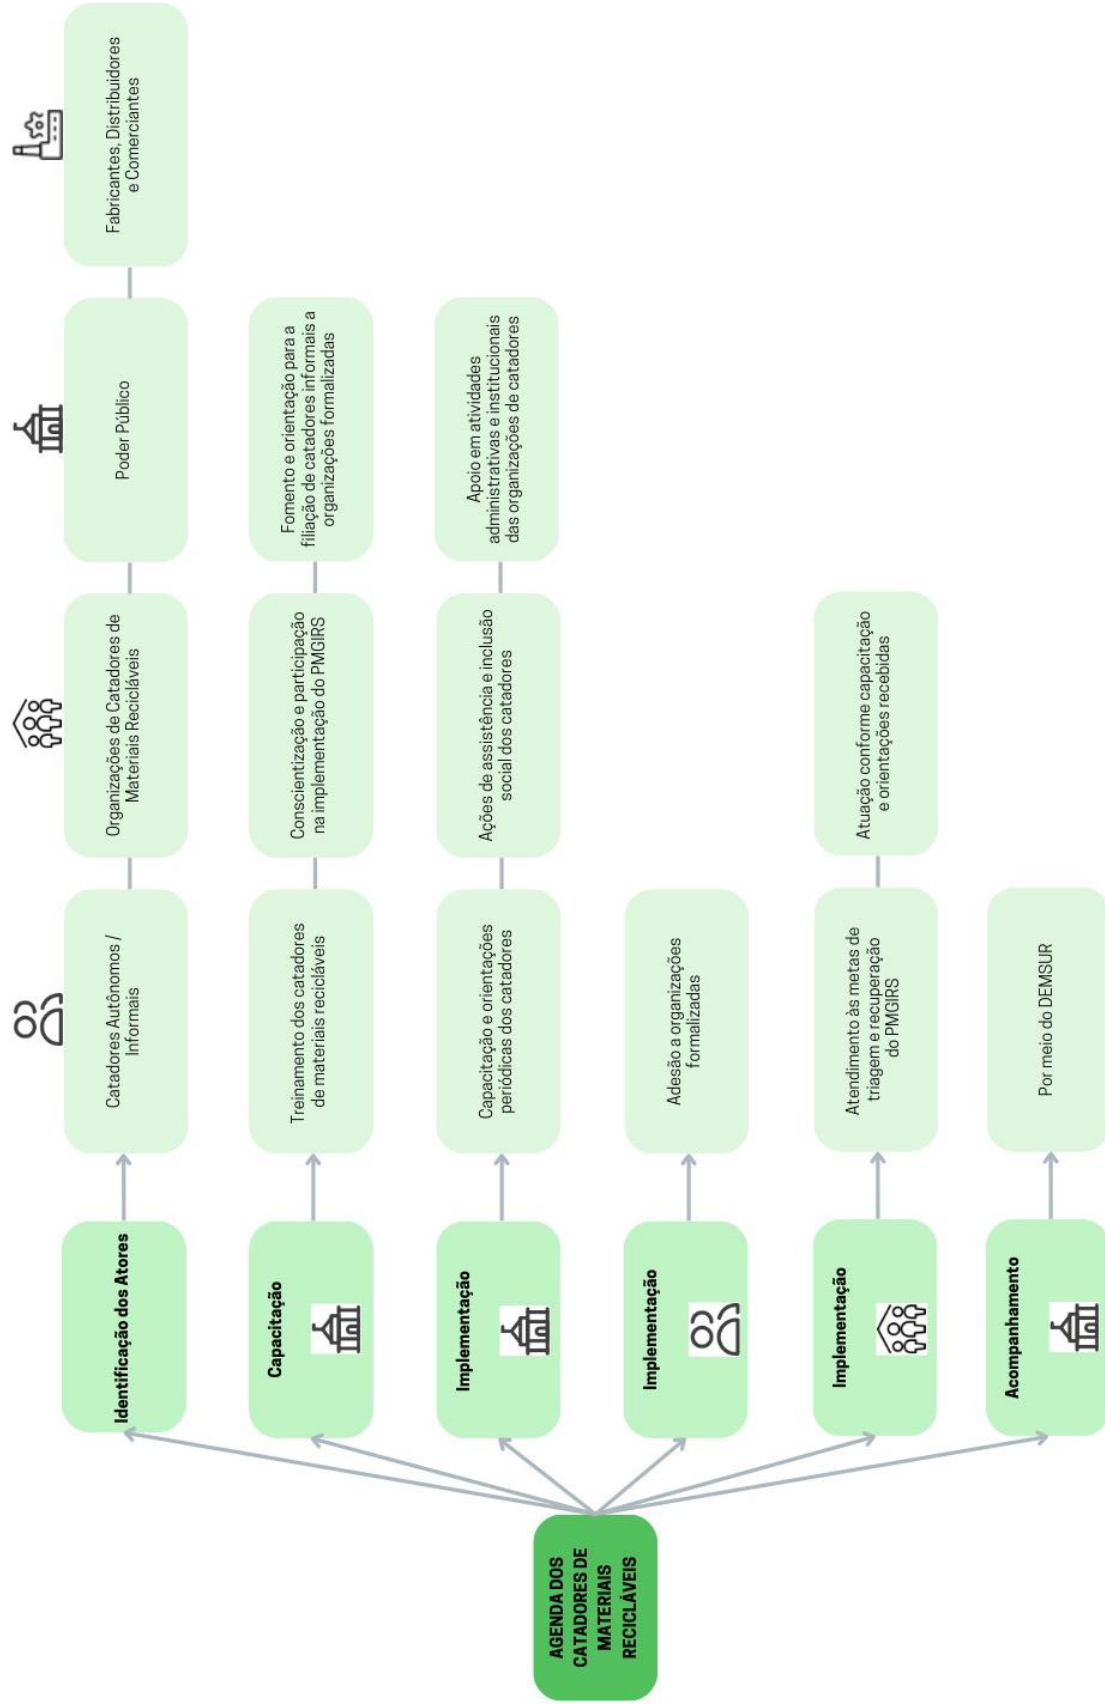 AGENDA DOS
CATADORES DE
MATERIAIS
RECICLÁVEIS
Identificação dos Atores
Catadores Autônomos /
Informais
Organizações de Catadores de
Materiais Recicláveis
Poder Público
Fabricantes, Distribuidores
e Comerciantes
Capacitação
Treinamento dos catadores
de materiais recicláveis
Conscientização e participação
na implementação do PMGIRS
Fomento e orientação para a
filiação de catadores informais a
organizações formalizadas
Implementação
Capacitação e orientações
periódicas dos catadores
Ações de assistência e inclusão
social dos catadores
Apoio em atividades
administrativas e institucionais
das organizações de catadores
Implementação
Adesão a organizações
formalizadas
Implementação
Atendimento às metas de
triagem e recuperação
do PMGIRS
Atuação conforme capacitação
e orientações recebidas
Acompanhamento
Por meio do DEMSUR